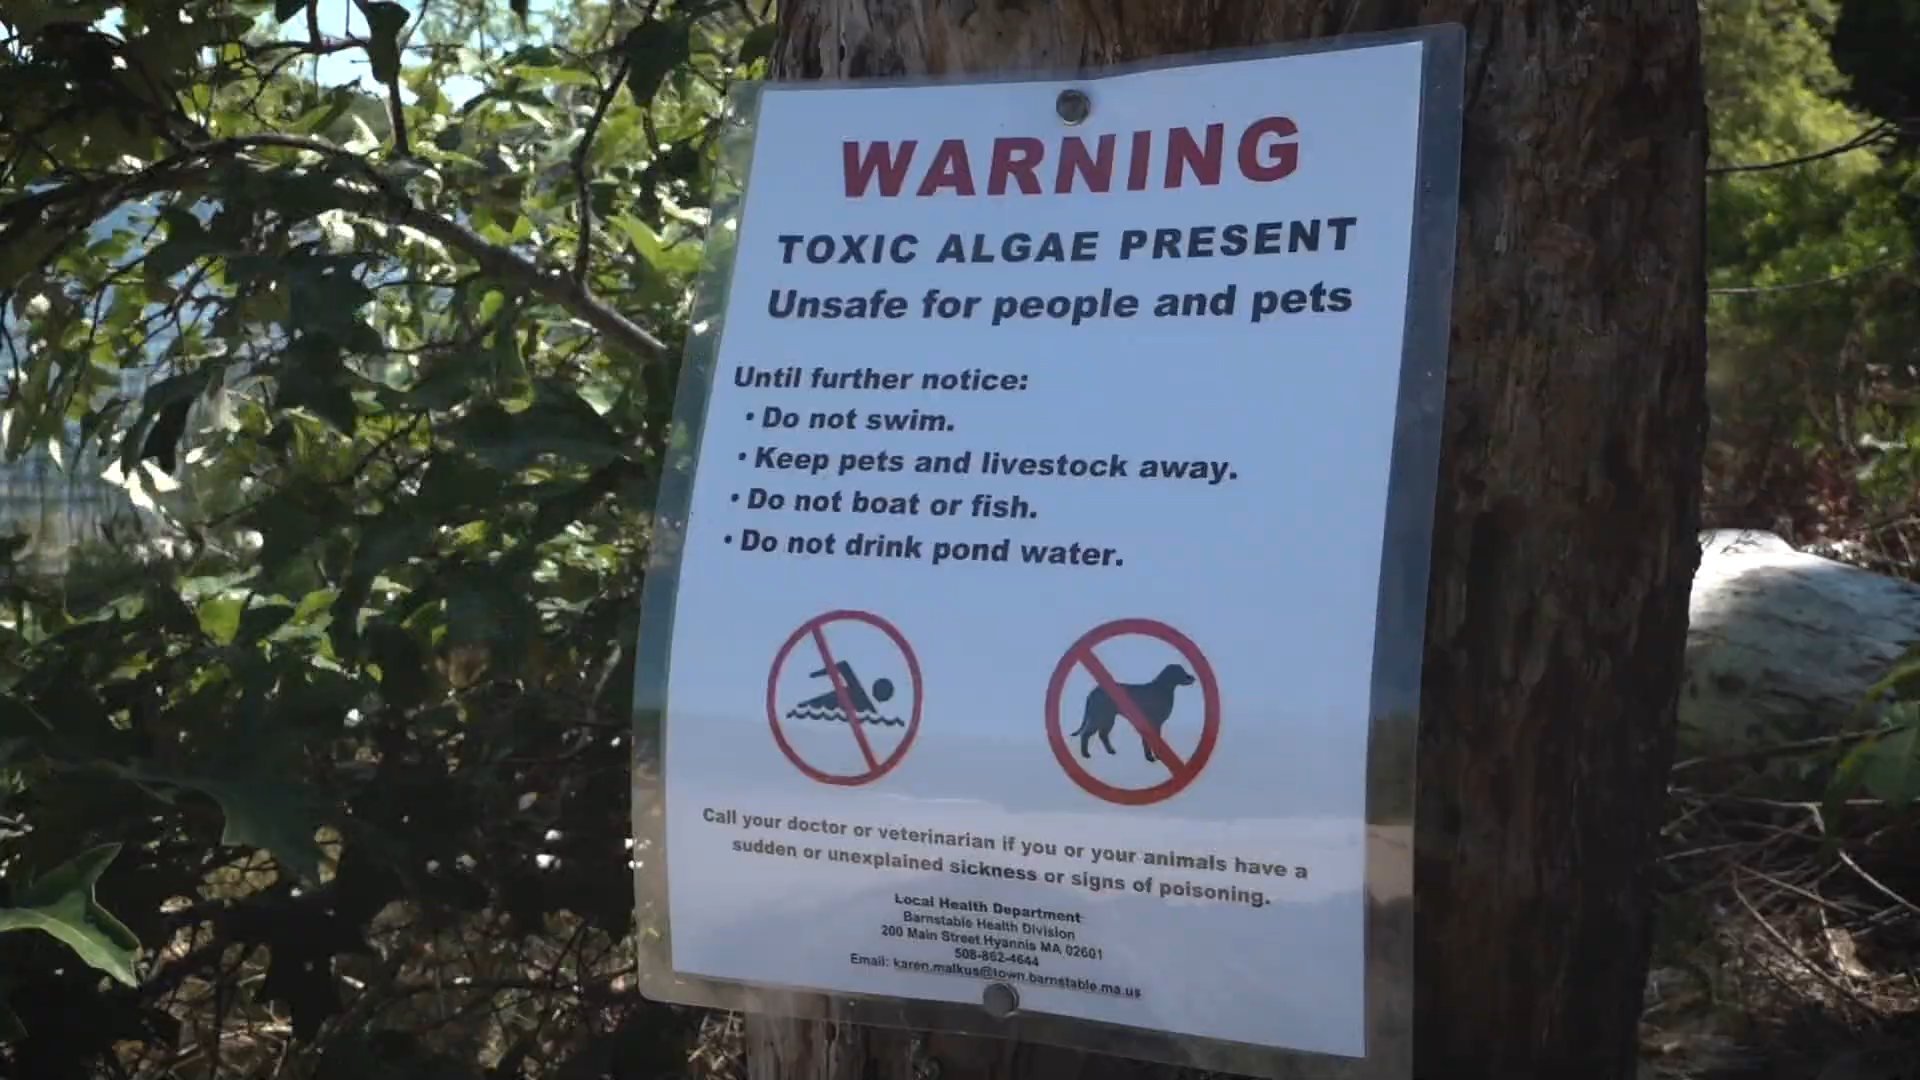 WARNING
TOXIC ALGAE PRESENT
Unsafe for people and pets
Until further notice:
• Do not swim.
• Keep pets and livestock away.
• Do not boat or fish.
• Do not drink pond water.
Call your doctor or veterinarian if you or your animals have a
sudden or unexplained sickness or signs of poisoning.
Local Health Department
Barnstable Health Division
200 Main Street Hyannis MA 02601
508-862-4644
Email: karen.malkus@town.barnstable.ma.us